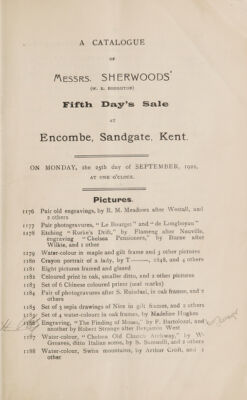 A CATALOGUE
OF
MESSRS. SHERWOODS'
(W. E. BOUGHTON)
Fifth Day's Sale
AT
Encombe, Sandgate, Kent.
ON MONDAY, the 25th day of SEPTEMBER, 1922,
AT ONE O'CLOCK.
Pictures.
1176 Pair old engravings, by R. M. Meadows after Westall, and
2 others
1177 Pair photogravures, " Le Bourget " and " de Longlepan "
1178 Etching " Rorke's Drift," by Flameng after Neuville,
engraving " Chelsea Pensioners," by Burne after
Wilkie, and 1 other
1179 Water-colour in maple and gilt frame and 3 other pictures
1180 Crayon portrait of a lady, by T , 1848, and 4 others
1181 Eight pictures framed and glazed
1182 Coloured print in oak, smaller ditto, and 2 other pictures
1183 Set of 6 Chinese coloured print (seal marks)
1184 Pair of photogravures after S. Ruisdael, in oak frames, and 2
others
1185 Set of 3 sepia drawings of Nice in gilt frames, and 2 others
1186 Set of 4 water-colours in oak frames, by Madeline Hughes
Engraving, " The Finding of Moses," by F. Bartolozzi, and
another by Robert Strange after Benjamin West
1187 Water-colour, " Chelsea Old Church Archway," by W.
Greaves, ditto Italian scene, by S. and 2 others
1188 Water-colour, Swiss mountains, by Arthur Croft, and 1
other